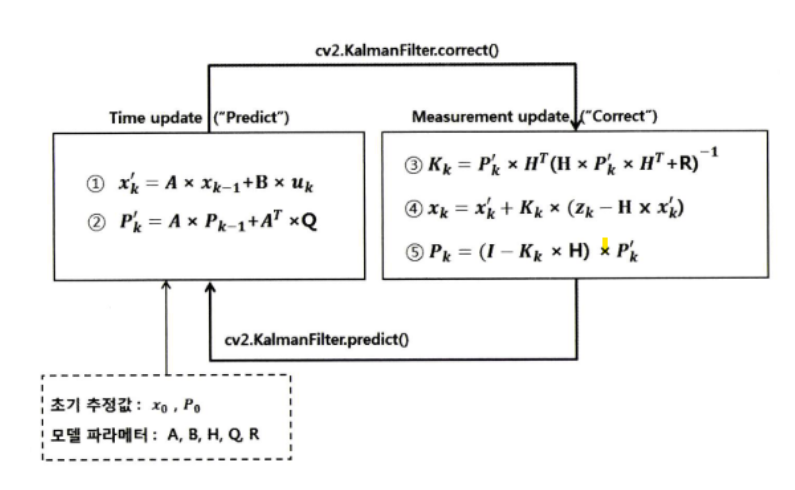 cv2.KalmanFilter.correct()
Time update ("Predict")
Measurement update ("Correct")
① x′ₖ = A × xₖ₋₁+B × uₖ
② P′ₖ = A × Pₖ₋₁+Aᵀ ×Q
③ Kₖ = P′ₖ × Hᵀ(H × P′ₖ × Hᵀ+R)⁻¹
④ xₖ = x′ₖ + Kₖ × (zₖ − H × x′ₖ)
⑤ Pₖ = (I − Kₖ × H) × P′ₖ
cv2.KalmanFilter.predict()
초기 추정값 : x₀ , P₀
모델 파라메터 : A, B, H, Q, R